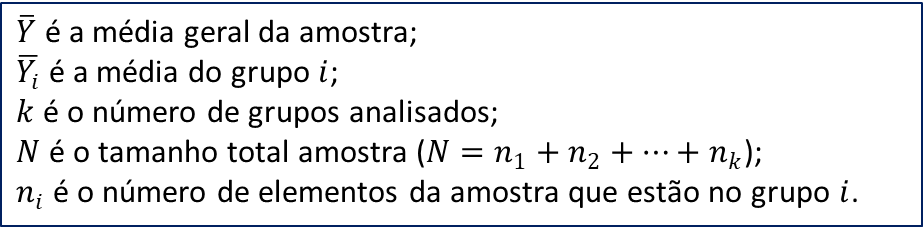 Ȳ é a média geral da amostra;
Ȳᵢ é a média do grupo i;
k é o número de grupos analisados;
N é o tamanho total amostra (N = n₁ + n₂ + ⋯ + nₖ);
nᵢ é o número de elementos da amostra que estão no grupo i.